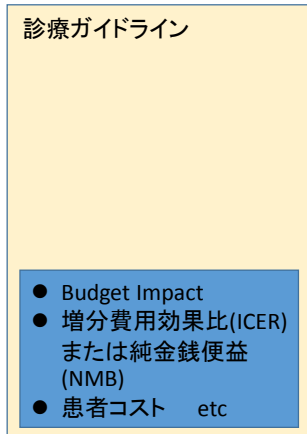 診療ガイドライン
● Budget Impact
● 増分費用効果比(ICER)
または純金銭便益
(NMB)
● 患者コスト etc